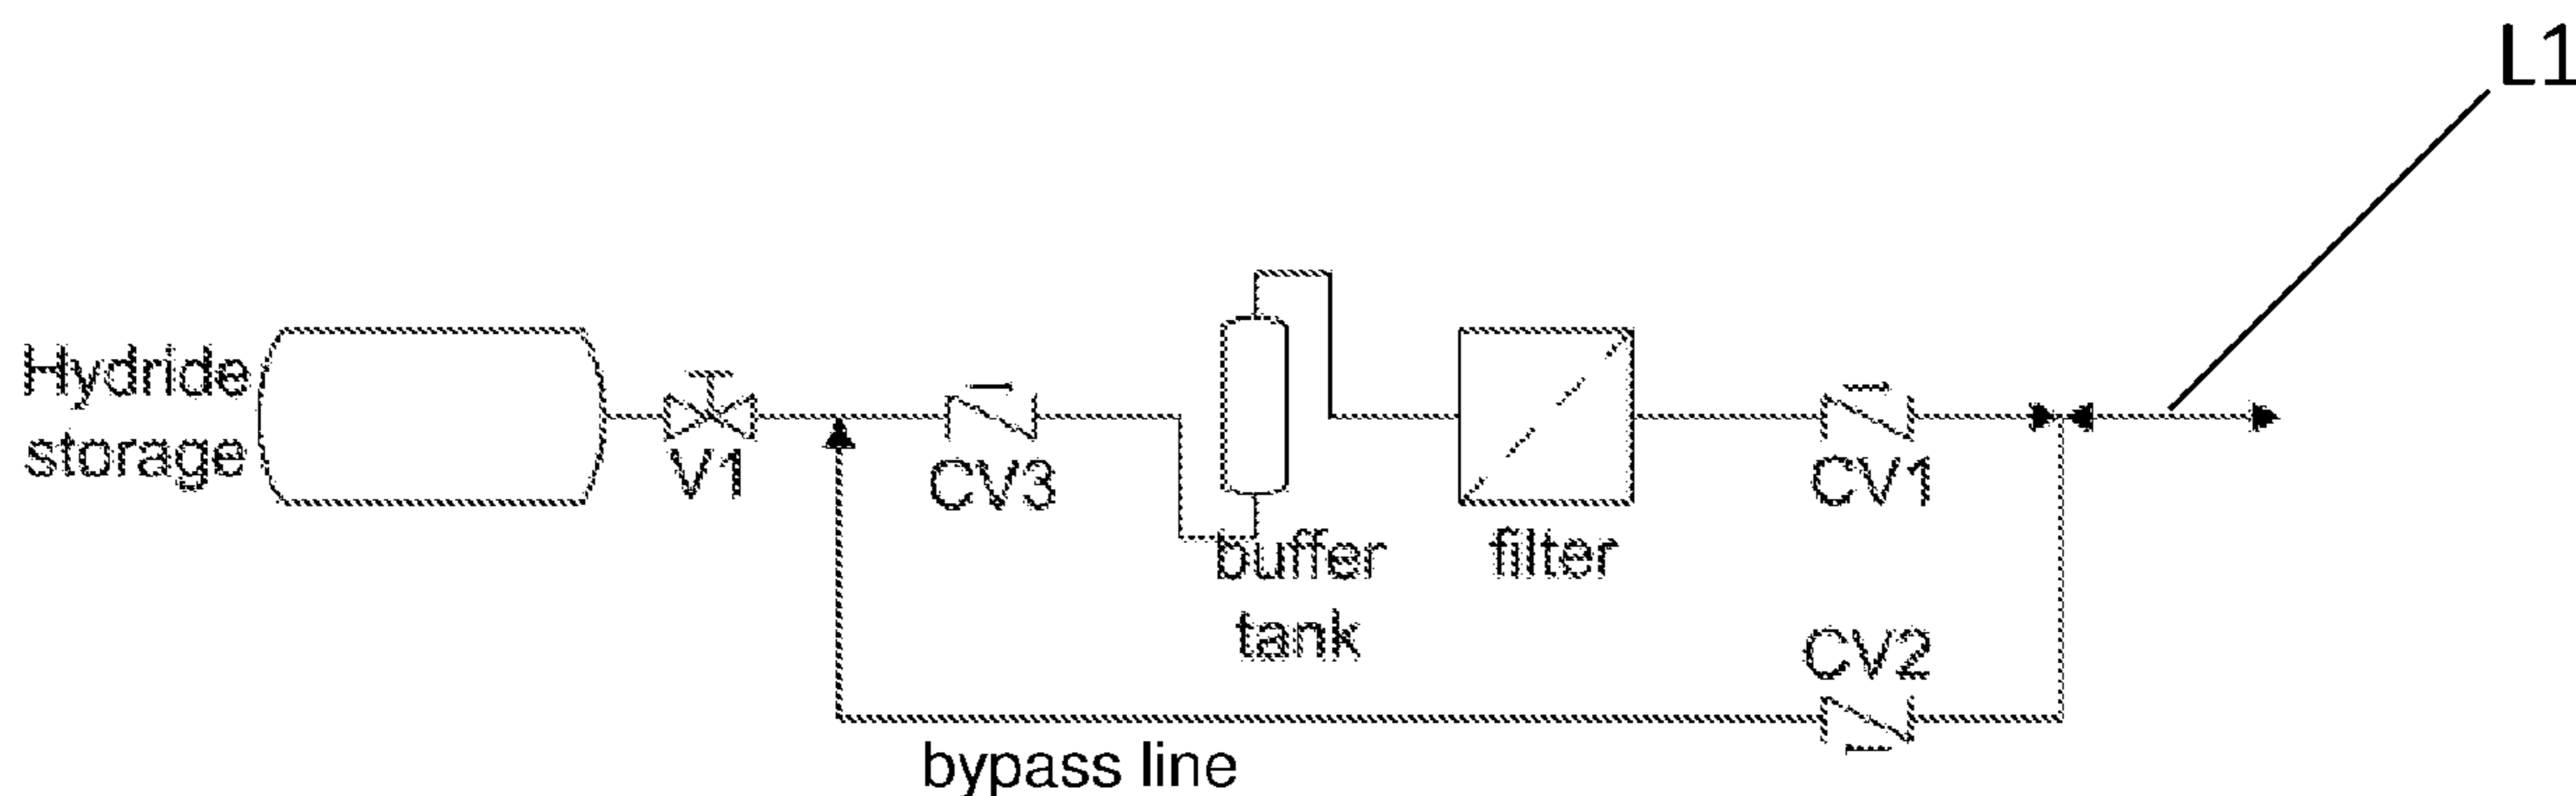 L1
Hydride
storage
V1
CV3
CV1
buffer
tank
filter
CV2
bypass line